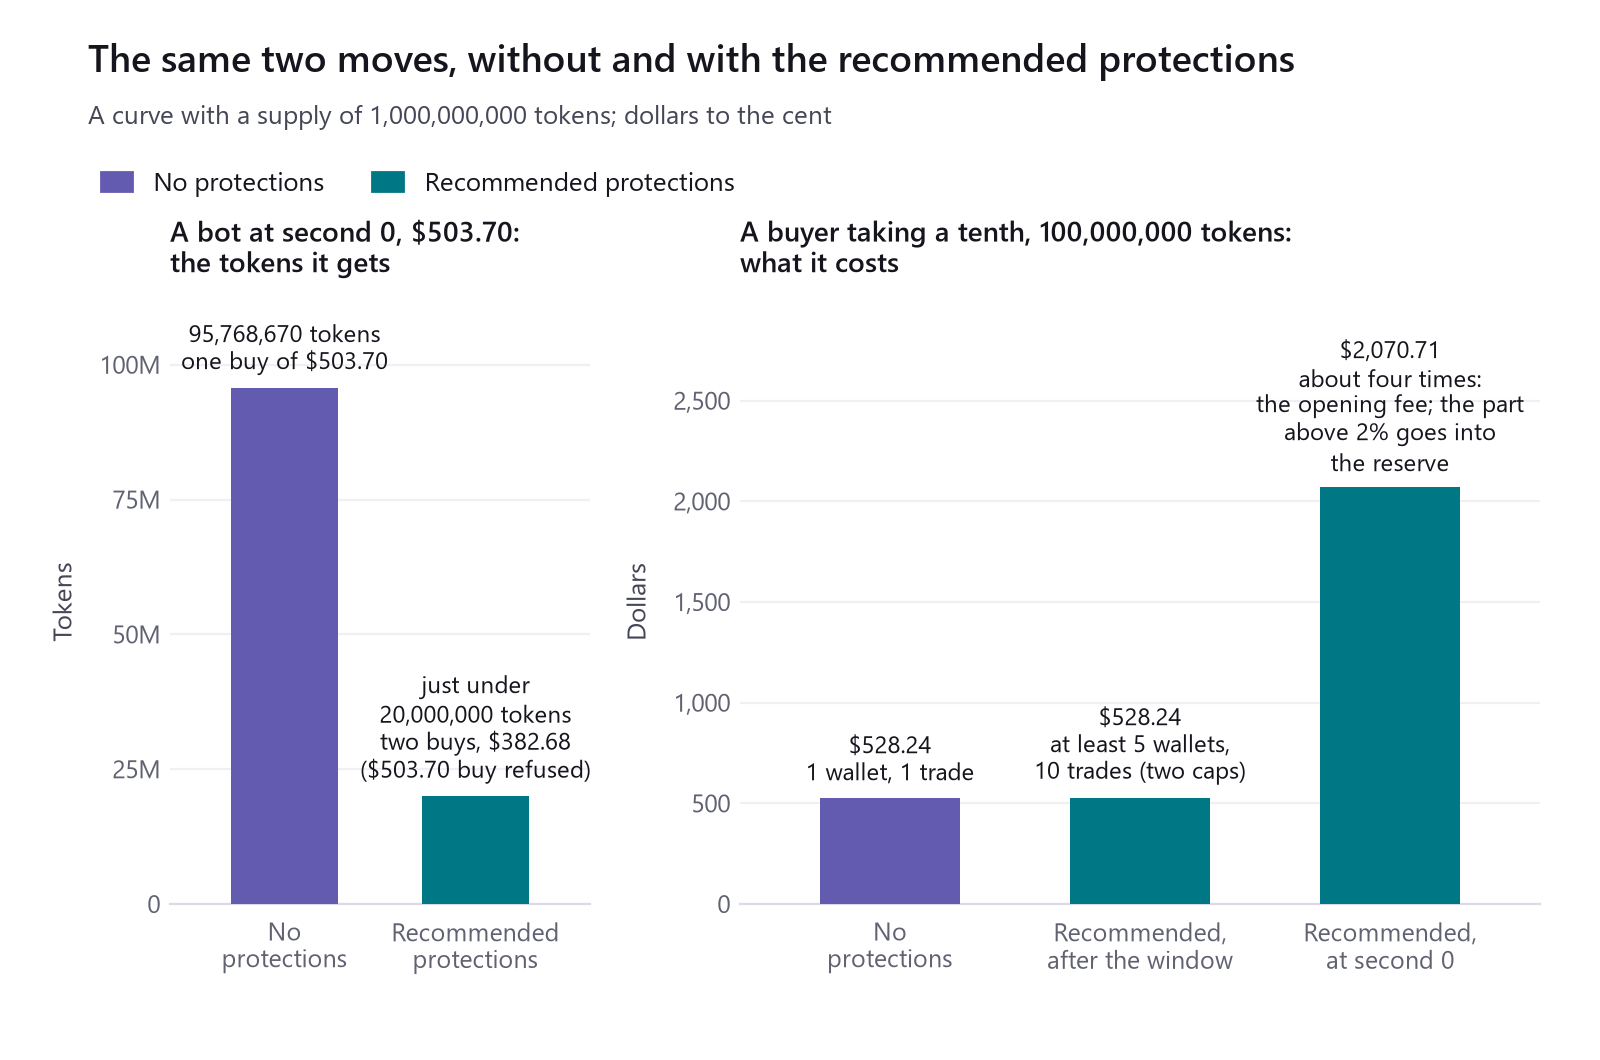 The same two moves, without and with the recommended protections
A curve with a supply of 1,000,000,000 tokens; dollars to the cent
No protections
Recommended protections
A bot at second 0, $503.70:
the tokens it gets
95,768,670 tokens
one buy of $503.70
just under
20,000,000 tokens
two buys, $382.68
($503.70 buy refused)
100M
75M
50M
25M
0
Tokens
No
protections
Recommended
protections
A buyer taking a tenth, 100,000,000 tokens:
what it costs
$528.24
1 wallet, 1 trade
$528.24
at least 5 wallets,
10 trades (two caps)
$2,070.71
about four times:
the opening fee; the part
above 2% goes into
the reserve
2,500
2,000
1,500
1,000
500
0
Dollars
No
protections
Recommended,
after the window
Recommended,
at second 0